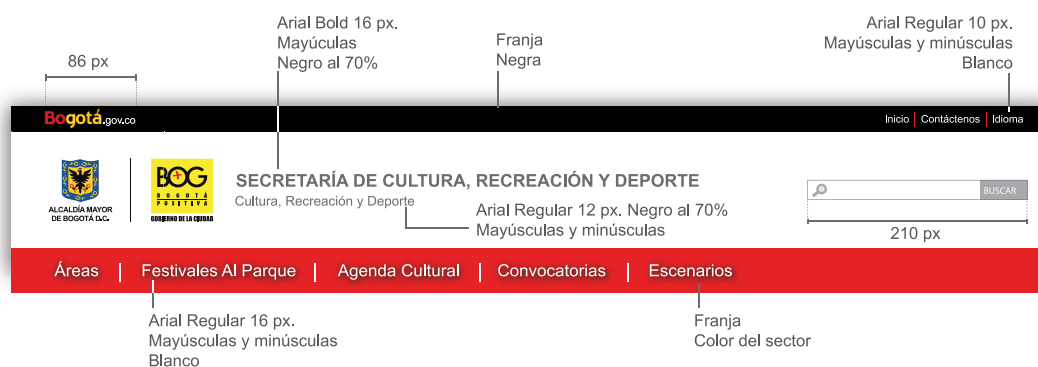 Arial Bold 16 px.
Mayúculas
Negro al 70%
Franja
Negra
Arial Regular 10 px.
Mayúsculas y minúsculas
Blanco
86 px
Bogotá.gov.co
Inicio | Contáctenos | Idioma
ALCALDÍA MAYOR
DE BOGOTÁ D.C.
BOG
BOGOTÁ
POSITIVA
GOBIERNO DE LA CIUDAD
SECRETARÍA DE CULTURA, RECREACIÓN Y DEPORTE
Cultura, Recreación y Deporte
Arial Regular 12 px. Negro al 70%
Mayúsculas y minúsculas
BUSCAR
210 px
Áreas | Festivales Al Parque | Agenda Cultural | Convocatorias | Escenarios
Arial Regular 16 px.
Mayúsculas y minúsculas
Blanco
Franja
Color del sector